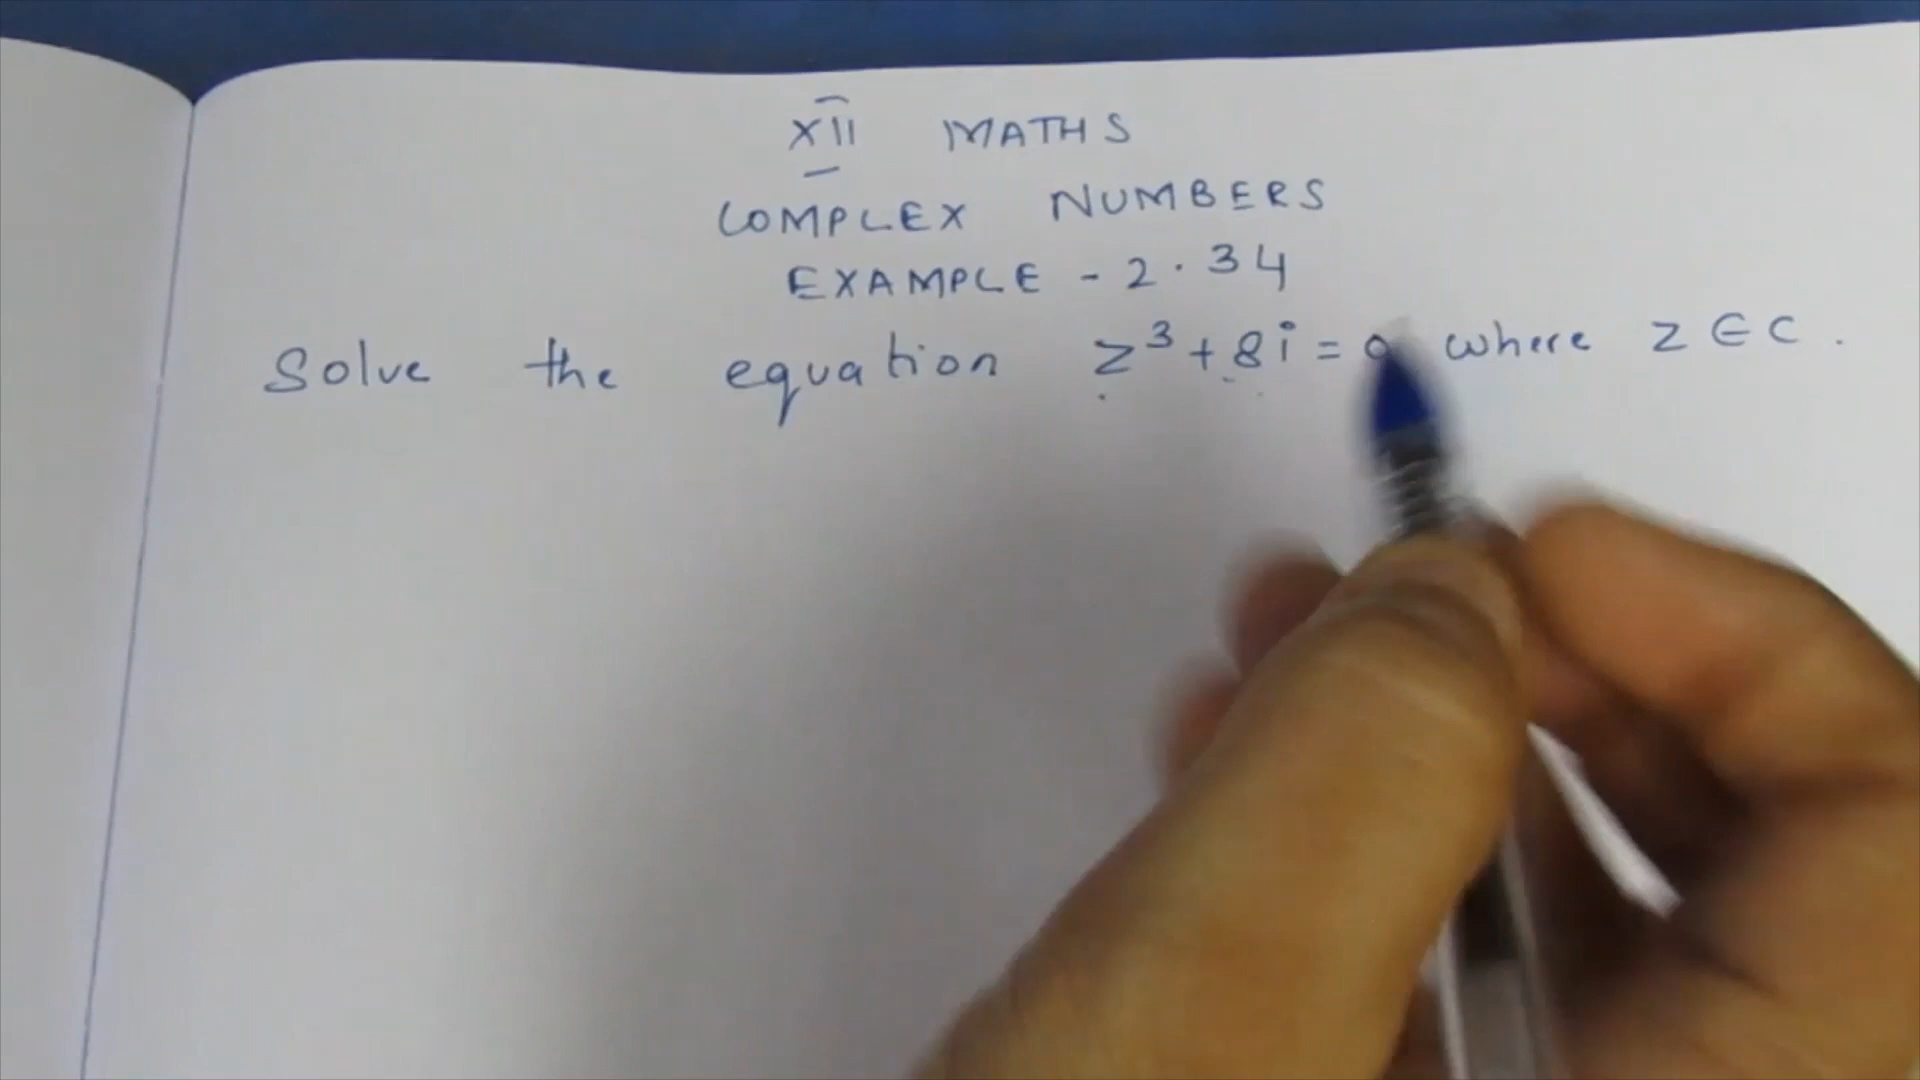 XII MATHS
COMPLEX NUMBERS
EXAMPLE - 2.34
Solve the equation z³ + 8i = 0 where z ∈ C.